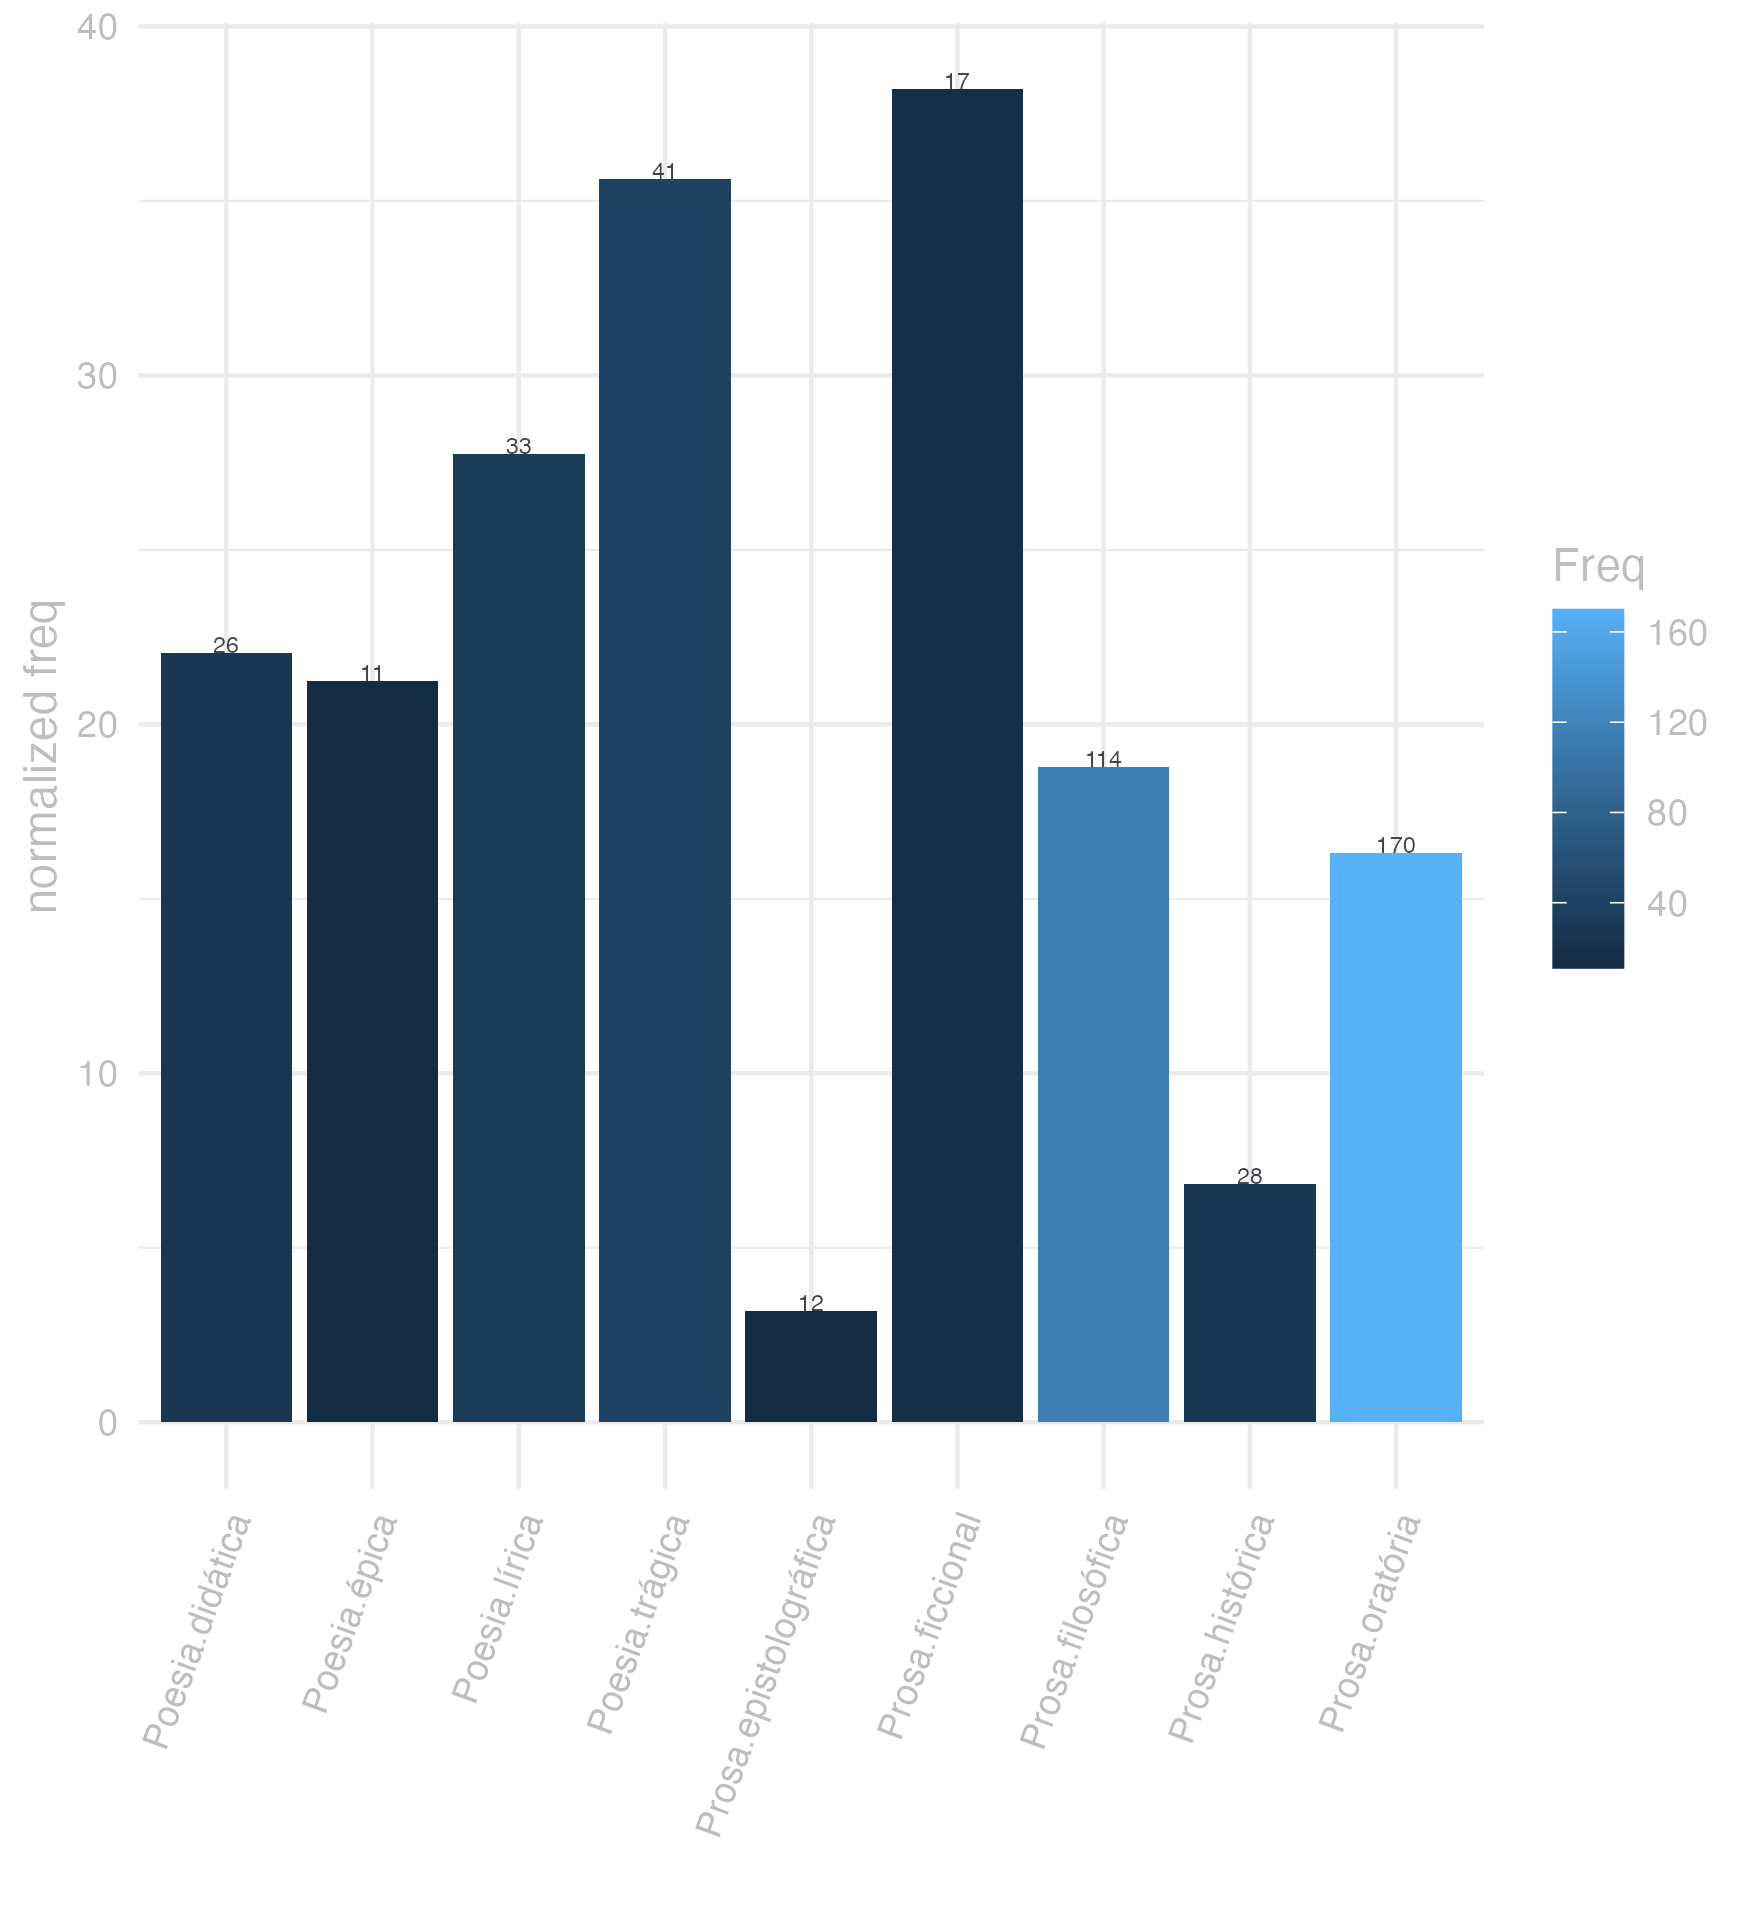 40
30
20
10
0
normalized freq
26
11
33
41
12
17
114
28
170
Poesia.didática
Poesia.épica
Poesia.lírica
Poesia.trágica
Prosa.epistolográfica
Prosa.ficcional
Prosa.filosófica
Prosa.histórica
Prosa.oratória
Freq
160
120
80
40